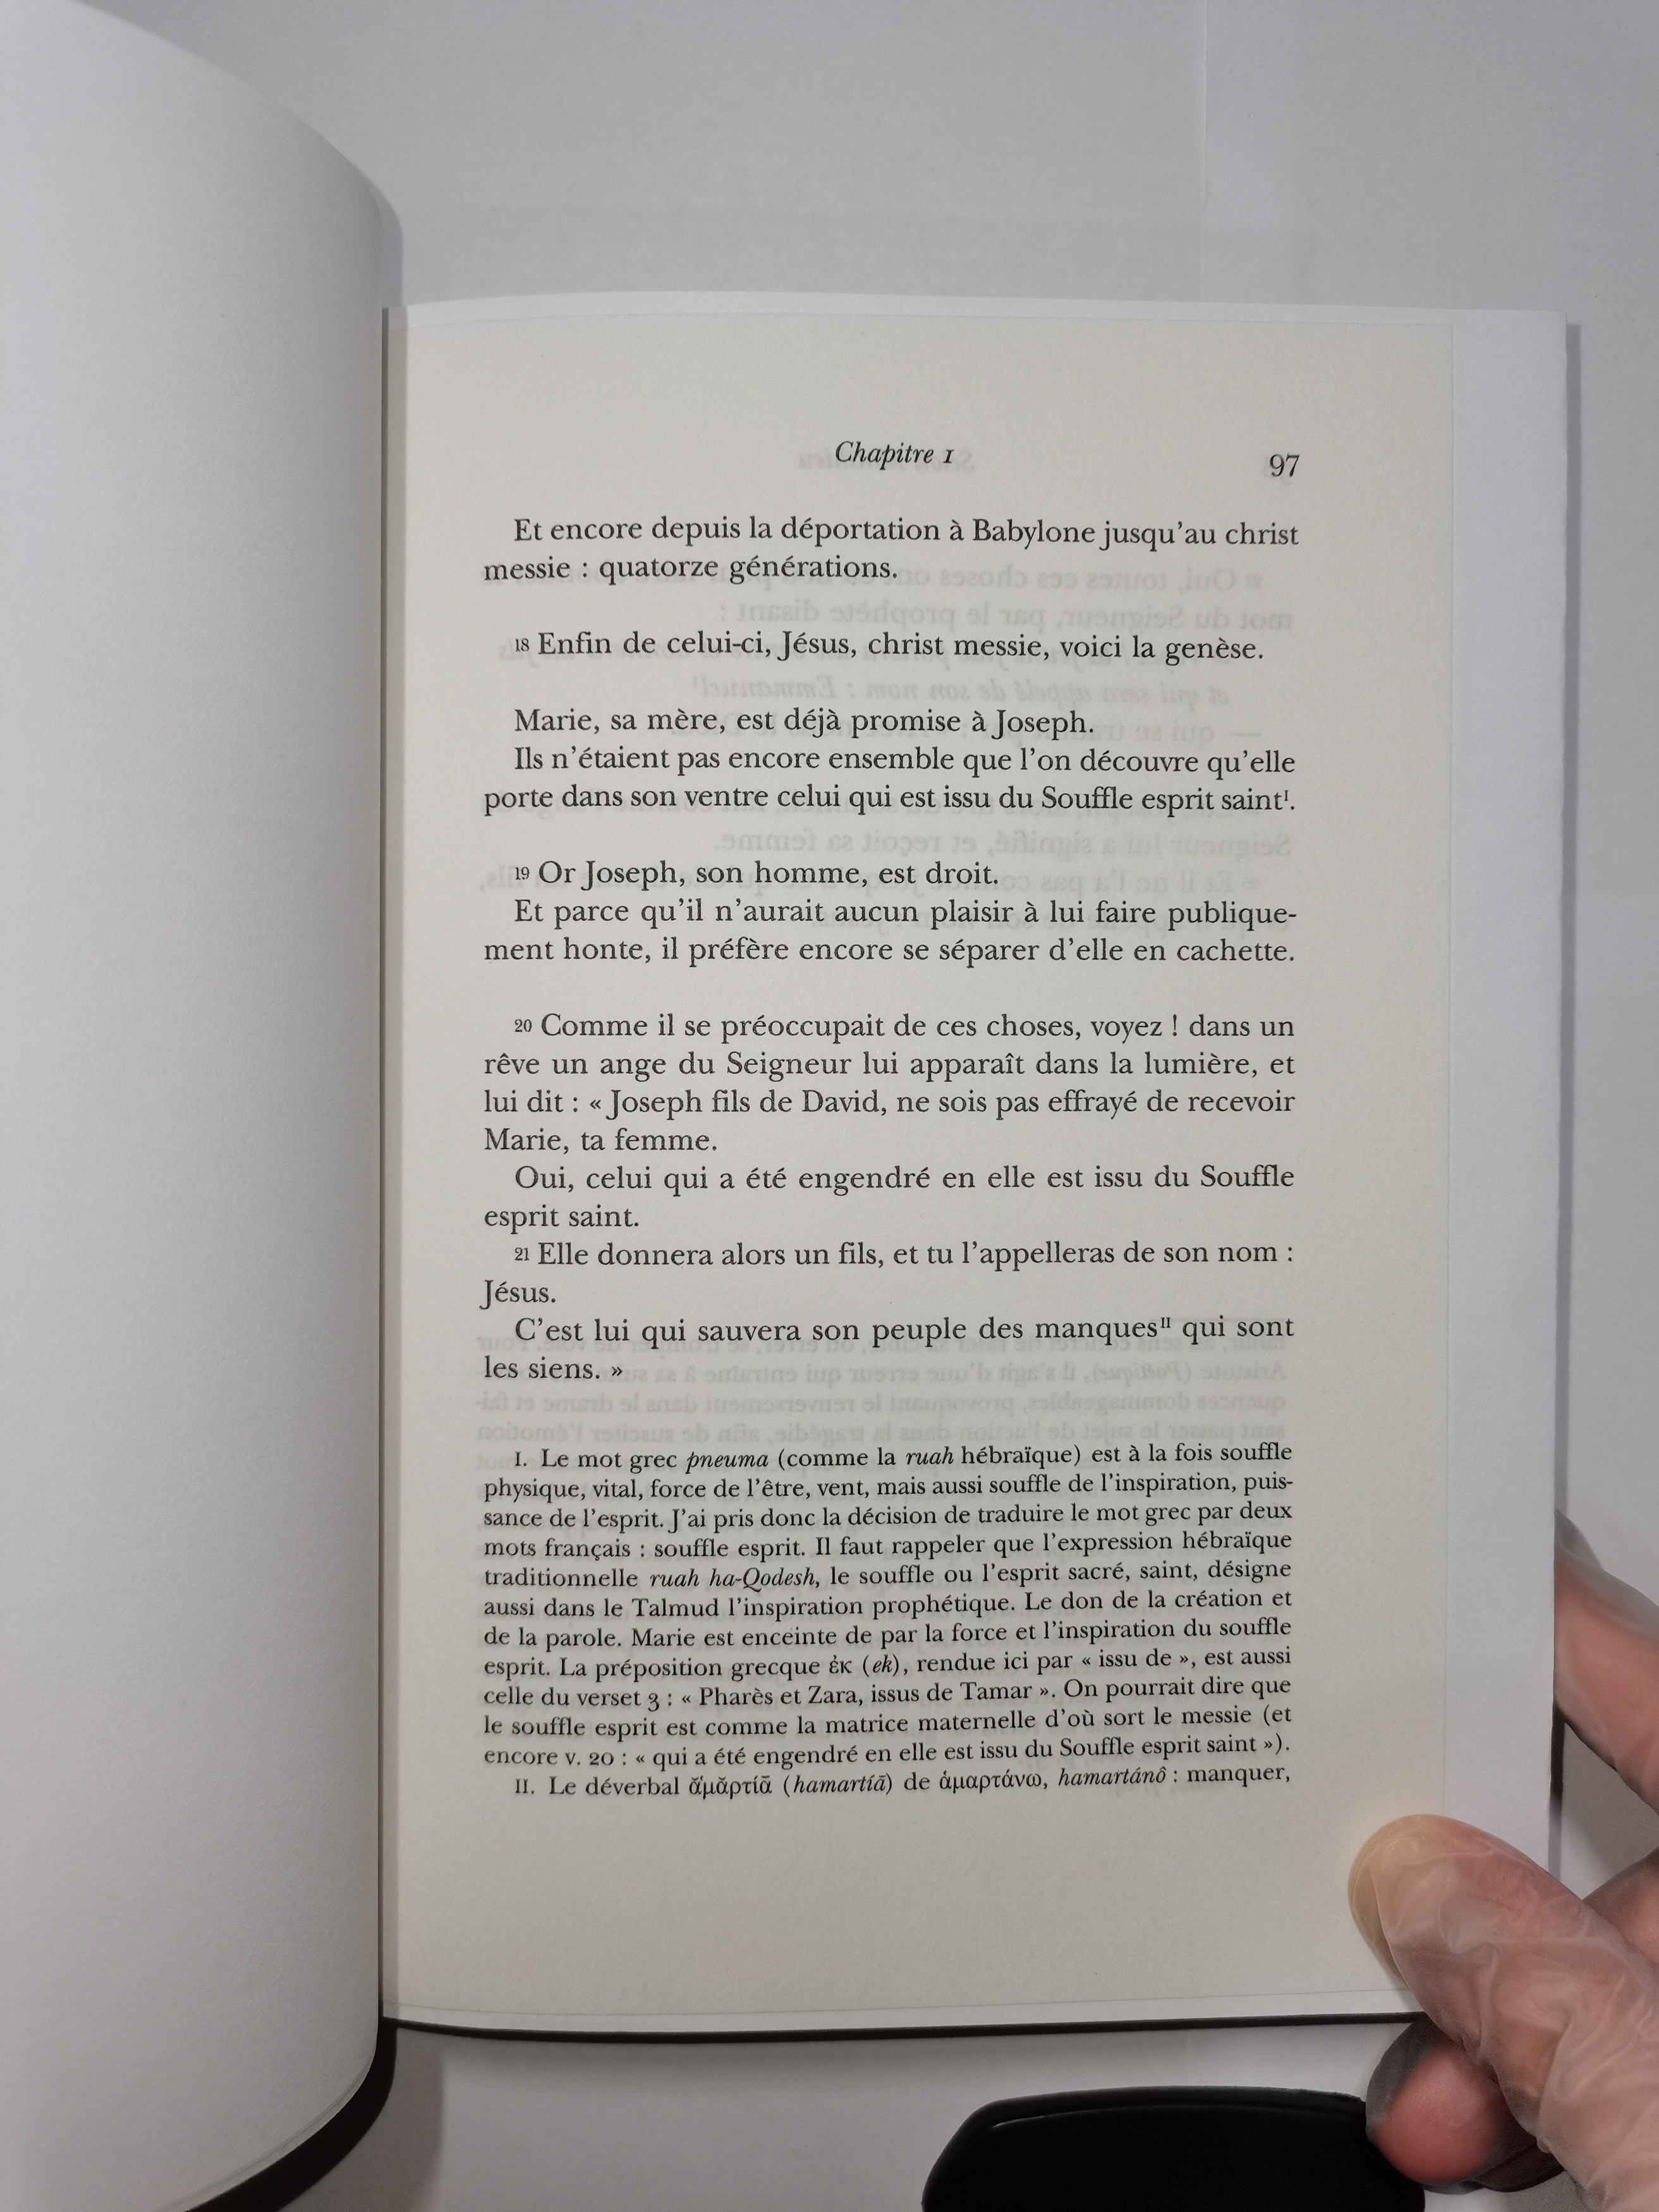 Chapitre 1
97
Et encore depuis la déportation à Babylone jusqu'au christ
messie : quatorze générations.
18 Enfin de celui-ci, Jésus, christ messie, voici la genèse.
Marie, sa mère, est déjà promise à Joseph.
Ils n'étaient pas encore ensemble que l'on découvre qu'elle
porte dans son ventre celui qui est issu du Souffle esprit saintI.
19 Or Joseph, son homme, est droit.
Et parce qu'il n'aurait aucun plaisir à lui faire publique-
ment honte, il préfère encore se séparer d'elle en cachette.
20 Comme il se préoccupait de ces choses, voyez ! dans un
rêve un ange du Seigneur lui apparaît dans la lumière, et
lui dit : « Joseph fils de David, ne sois pas effrayé de recevoir
Marie, ta femme.
Oui, celui qui a été engendré en elle est issu du Souffle
esprit saint.
21 Elle donnera alors un fils, et tu l'appelleras de son nom :
Jésus.
C'est lui qui sauvera son peuple des manquesII qui sont
les siens. »
I. Le mot grec pneuma (comme la ruah hébraïque) est à la fois souffle
physique, vital, force de l'être, vent, mais aussi souffle de l'inspiration, puis-
sance de l'esprit. J'ai pris donc la décision de traduire le mot grec par deux
mots français : souffle esprit. Il faut rappeler que l'expression hébraïque
traditionnelle ruah ha-Qodesh, le souffle ou l'esprit sacré, saint, désigne
aussi dans le Talmud l'inspiration prophétique. Le don de la création et
de la parole. Marie est enceinte de par la force et l'inspiration du souffle
esprit. La préposition grecque ἐκ (ek), rendue ici par « issu de », est aussi
celle du verset 3 : « Pharès et Zara, issus de Tamar ». On pourrait dire que
le souffle esprit est comme la matrice maternelle d'où sort le messie (et
encore v. 20 : « qui a été engendré en elle est issu du Souffle esprit saint »).
II. Le déverbal ἅ̆μᾰρτίᾱ (hamartíā) de ἁμαρτάνω, hamartánô : manquer,